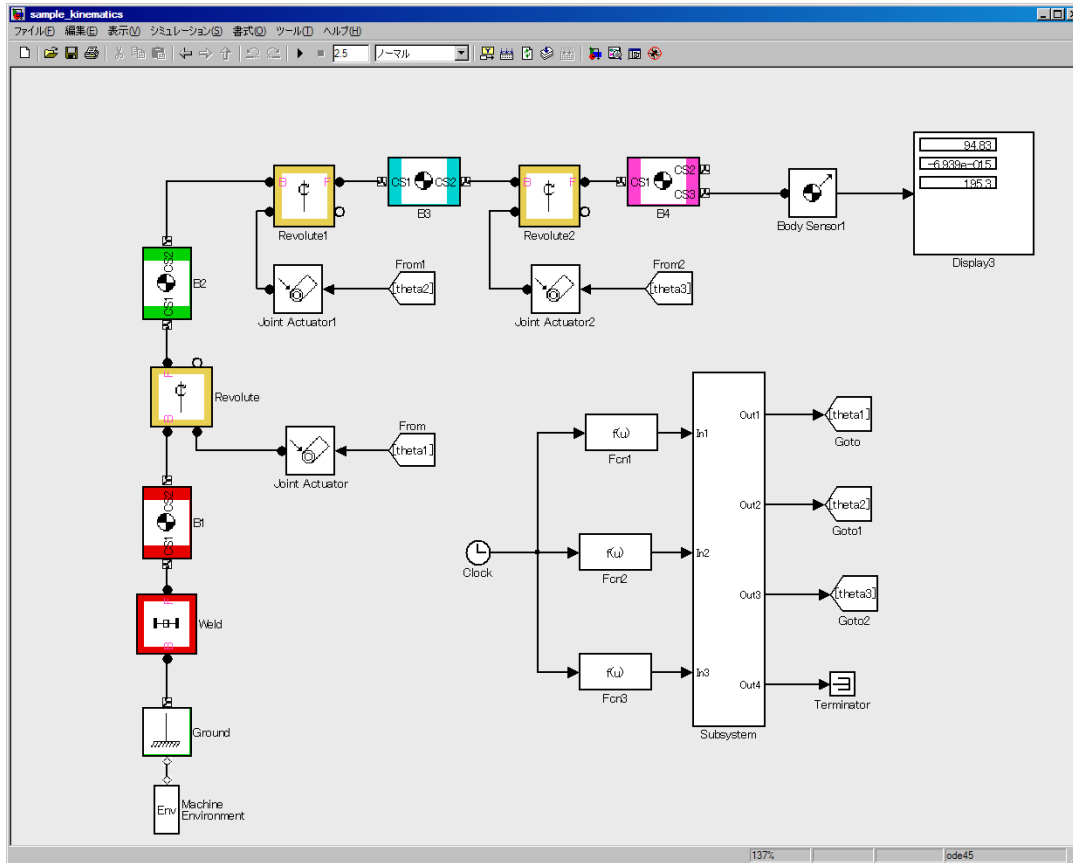 sample_kinematics
ファイル(F) 編集(E) 表示(V) シミュレーション(S) 書式(O) ツール(T) ヘルプ(H)
2.5 ノーマル
B F
Revolute1
CS1 CS2
B3
B F
Revolute2
CS1 CS2
CS3
B4
Body Sensor1
94.83
-6.939e-015
195.3
Display3
CS2
CS1
B2
Joint Actuator1
From1
[theta2]
Joint Actuator2
From2
[theta3]
F
B
Revolute
Joint Actuator
From
[theta1]
CS2
CS1
B1
F
B
Weld
Ground
Env
Machine
Environment
Clock
f(u)
Fcn1
f(u)
Fcn2
f(u)
Fcn3
In1
In2
In3
Out1
Out2
Out3
Out4
Subsystem
[theta1]
Goto
[theta2]
Goto1
[theta3]
Goto2
Terminator
137% ode45